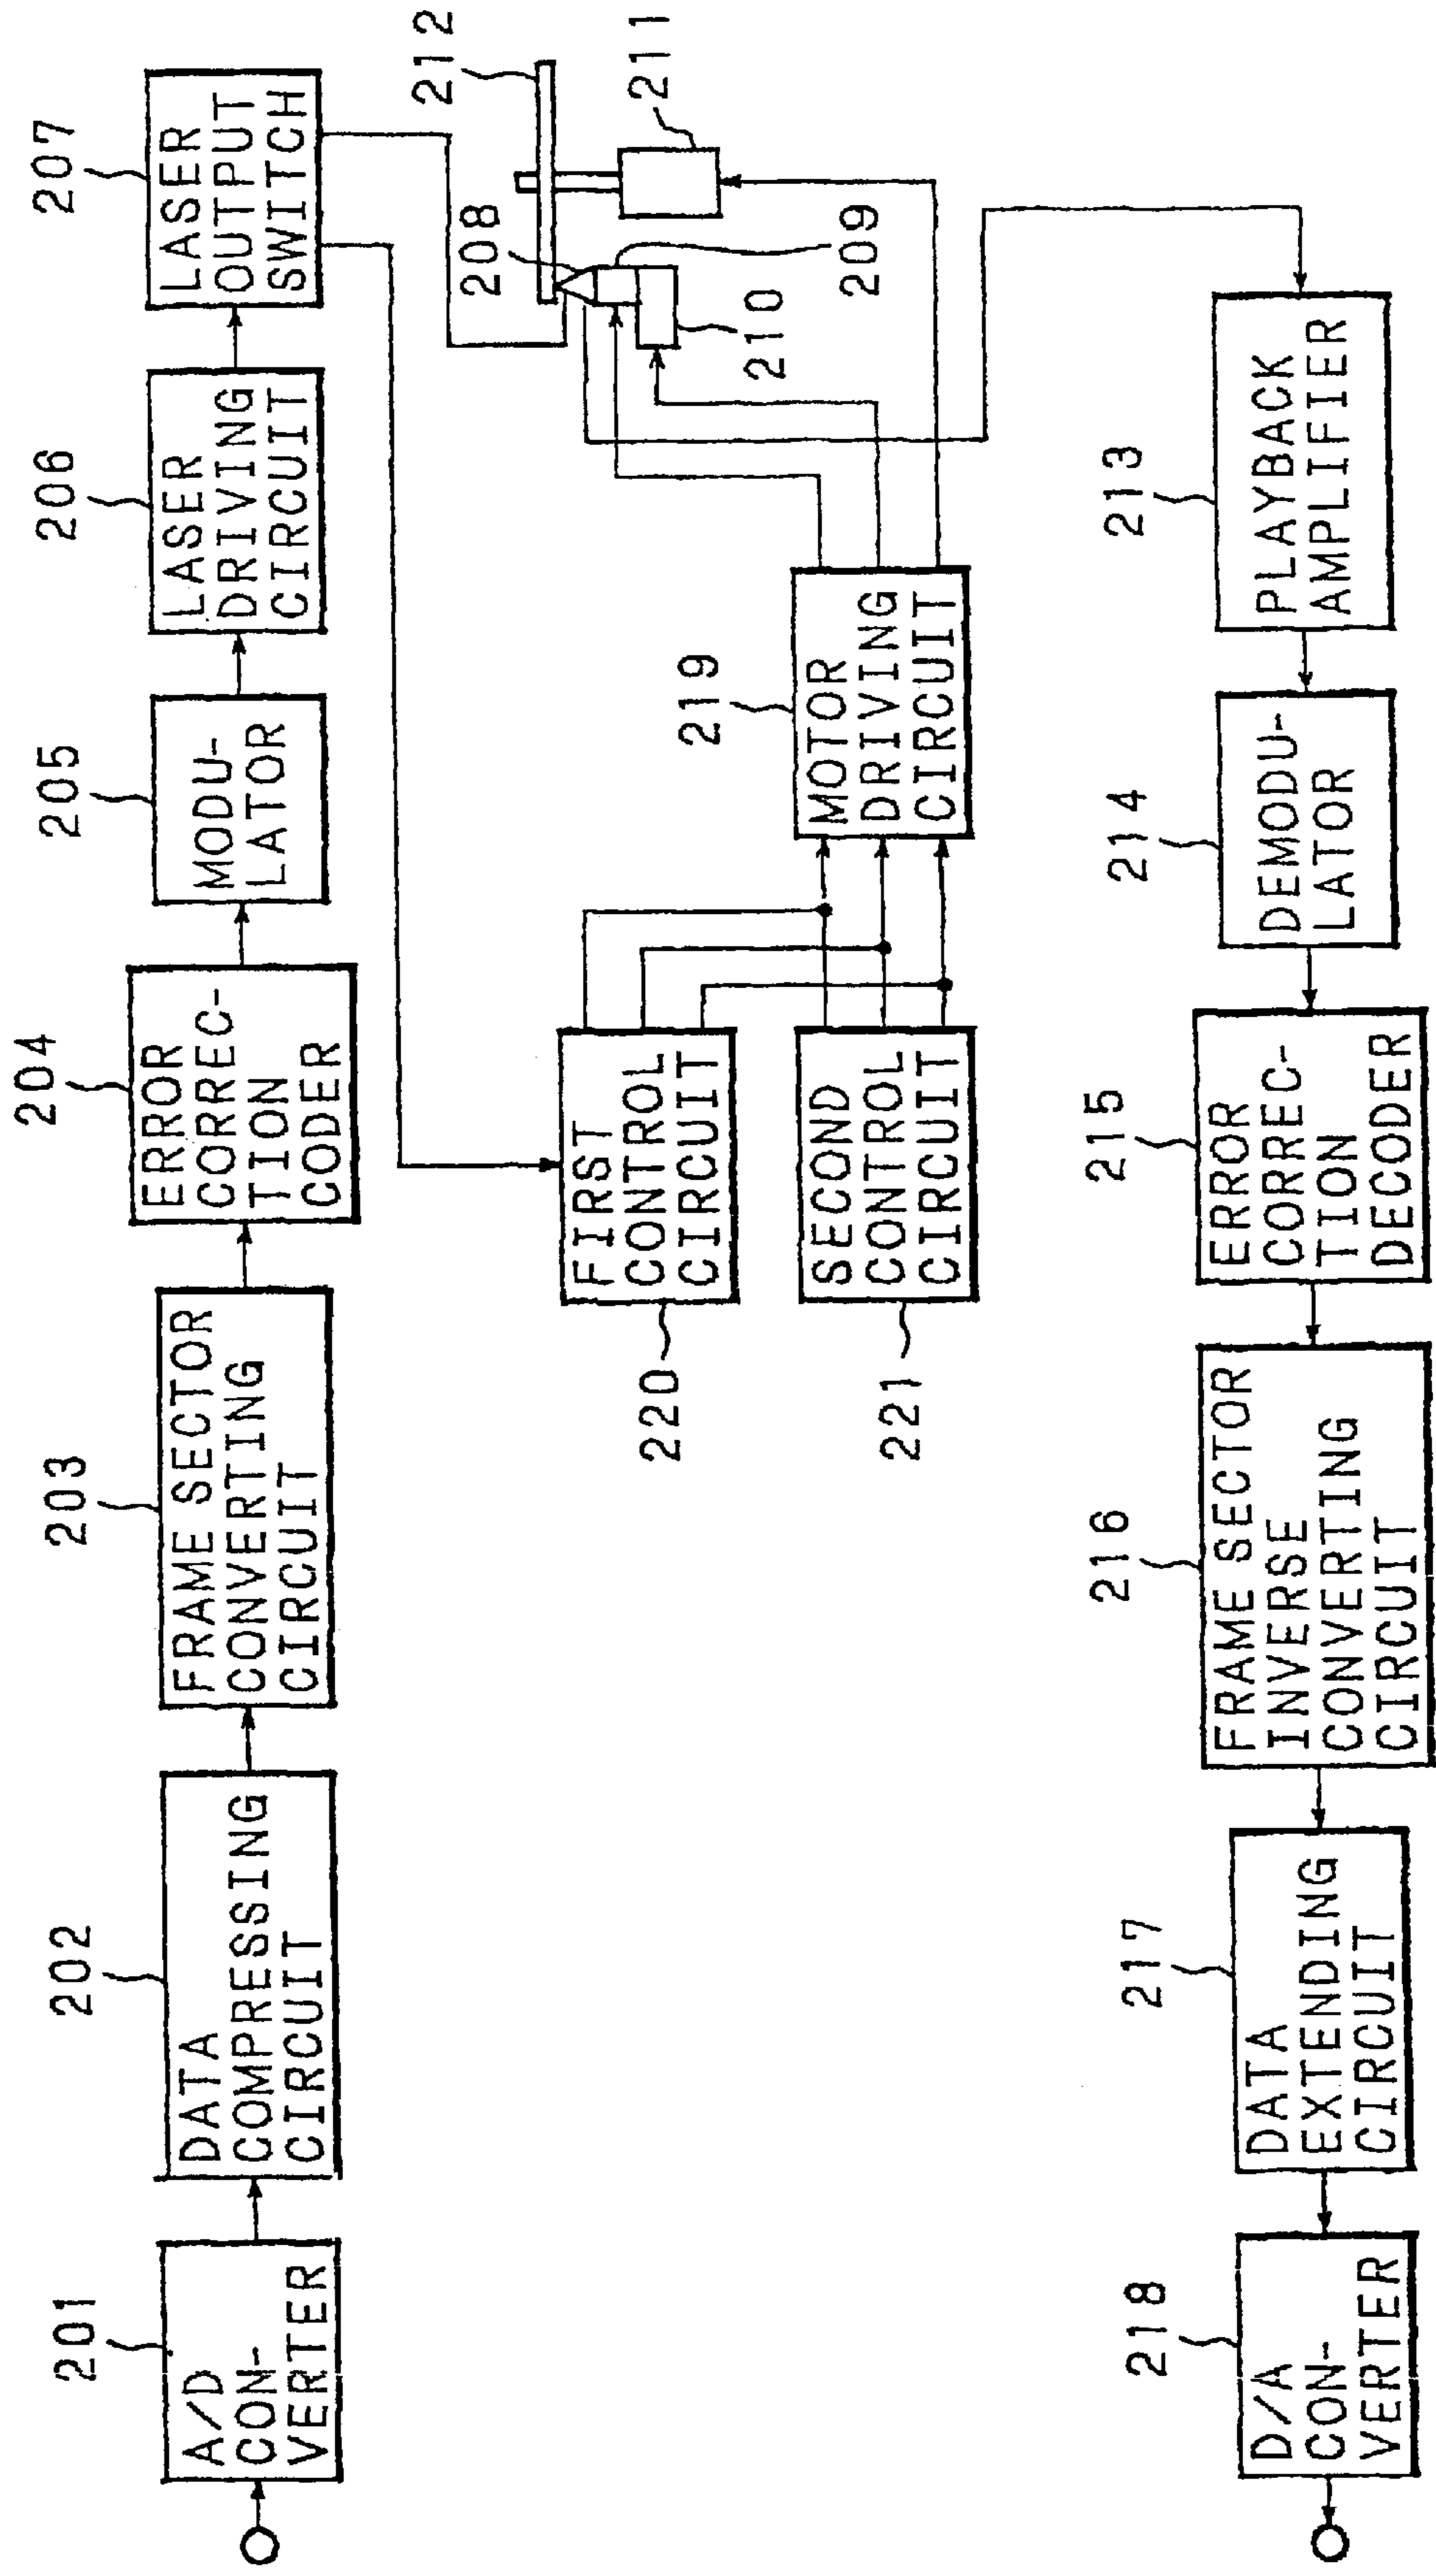 201
A/D
CON-
VERTER
202
DATA
COMPRESSING
CIRCUIT
203
FRAME SECTOR
CONVERTING
CIRCUIT
204
ERROR
CORREC-
TION
CODER
205
MODU-
LATOR
206
LASER
DRIVING
CIRCUIT
207
LASER
OUTPUT
SWITCH
212
208
211
209
210
219
MOTOR
DRIVING
CIRCUIT
FIRST
CONTROL
CIRCUIT
220
SECOND
CONTROL
CIRCUIT
221
213
PLAYBACK
AMPLIFIER
214
DEMODU-
LATOR
215
ERROR
CORREC-
TION
DECODER
216
FRAME SECTOR
INVERSE
CONVERTING
CIRCUIT
217
DATA
EXTENDING
CIRCUIT
218
D/A
CON-
VERTER